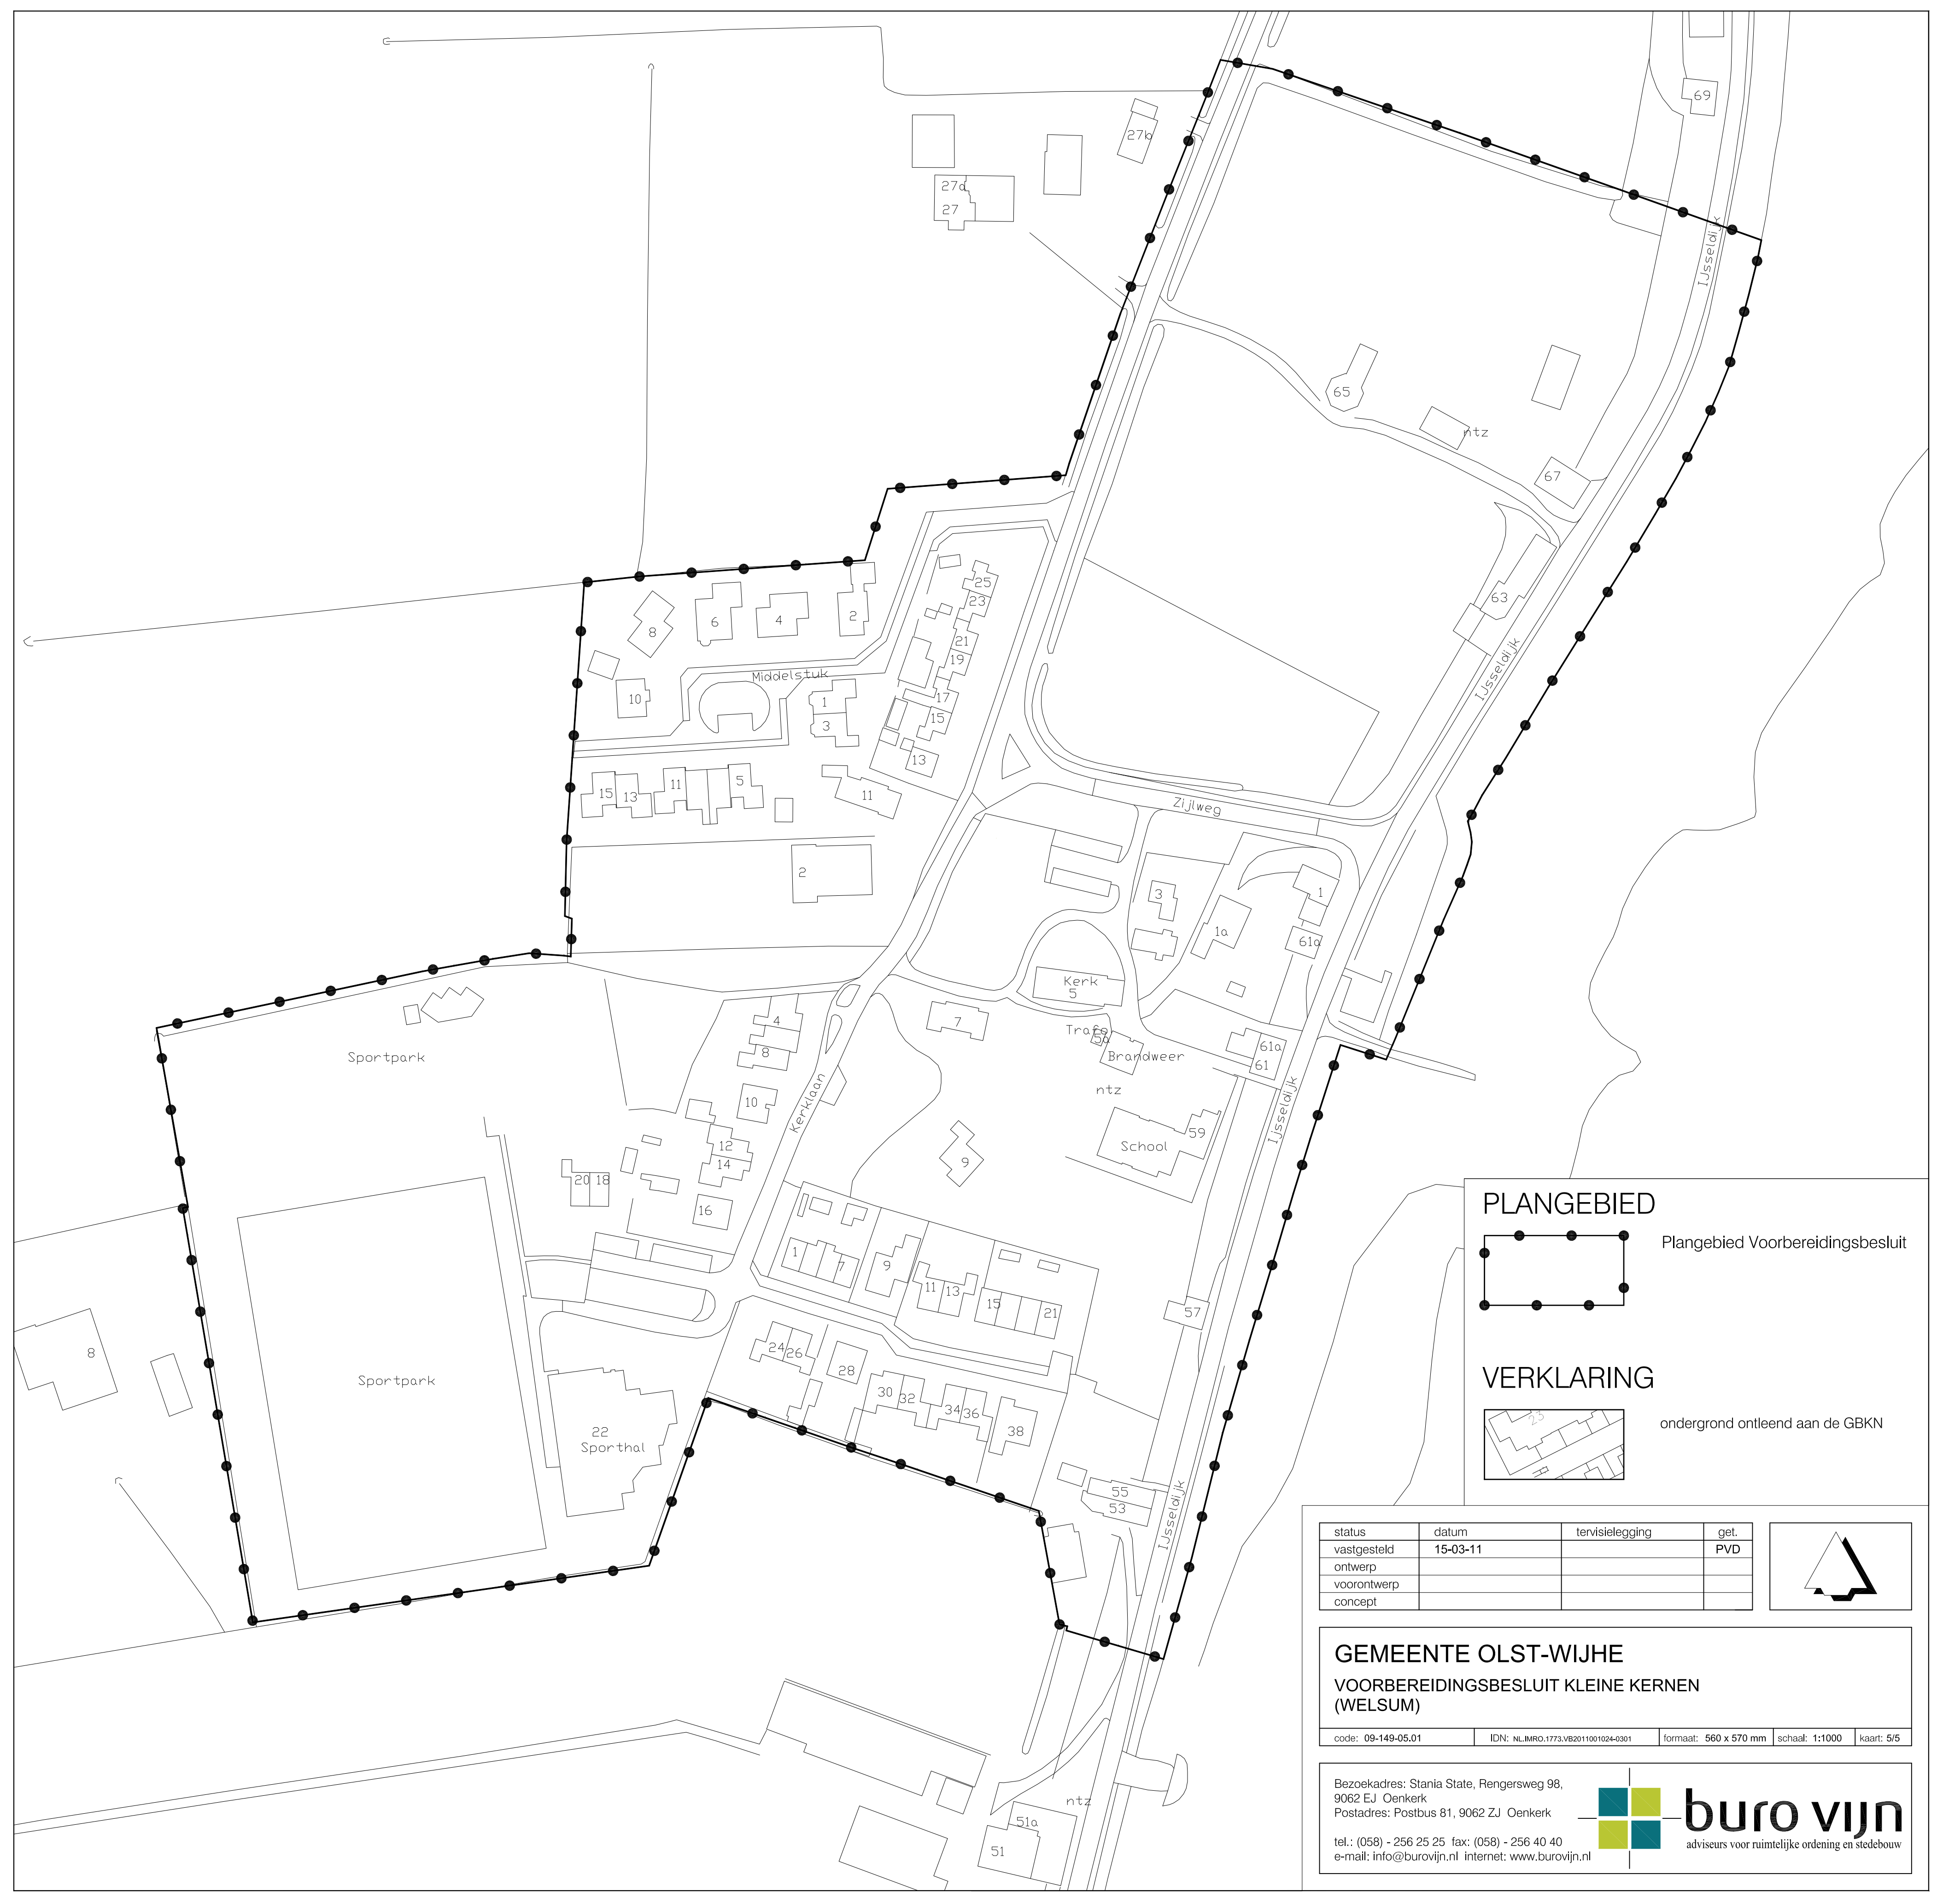 69
27b
27a
27
IJsseldijk
65
ntz
67
25
23
63
8
6
4
2
21
19
IJsseldijk
Middelstuk
10
1
3
17
15
13
15
13
11
5
11
Zijlweg
2
3
1
1a
61a
Kerk
5
7
4
Trafo
5a
Brandweer
61a
61
Sportpark
8
ntz
Kerklaan
10
IJsseldijk
School
59
12
14
9
20
18
16
1
7
9
11
13
15
21
57
8
Sportpark
24
26
28
30
32
34
36
38
22
Sporthal
55
53
IJsseldijk
ntz
51a
51
PLANGEBIED
Plangebied Voorbereidingsbesluit
VERKLARING
23
ondergrond ontleend aan de GBKN
status datum tervisielegging get.
vastgesteld 15-03-11 PVD
ontwerp
voorontwerp
concept
GEMEENTE OLST-WIJHE
VOORBEREIDINGSBESLUIT KLEINE KERNEN
(WELSUM)
code: 09-149-05.01 IDN: NL.IMRO.1773.VB2011001024-0301 formaat: 560 x 570 mm schaal: 1:1000 kaart: 5/5
Bezoekadres: Stania State, Rengersweg 98,
9062 EJ Oenkerk
Postadres: Postbus 81, 9062 ZJ Oenkerk
tel.: (058) - 256 25 25 fax: (058) - 256 40 40
e-mail: info@burovijn.nl internet: www.burovijn.nl
buro vijn
adviseurs voor ruimtelijke ordening en stedebouw